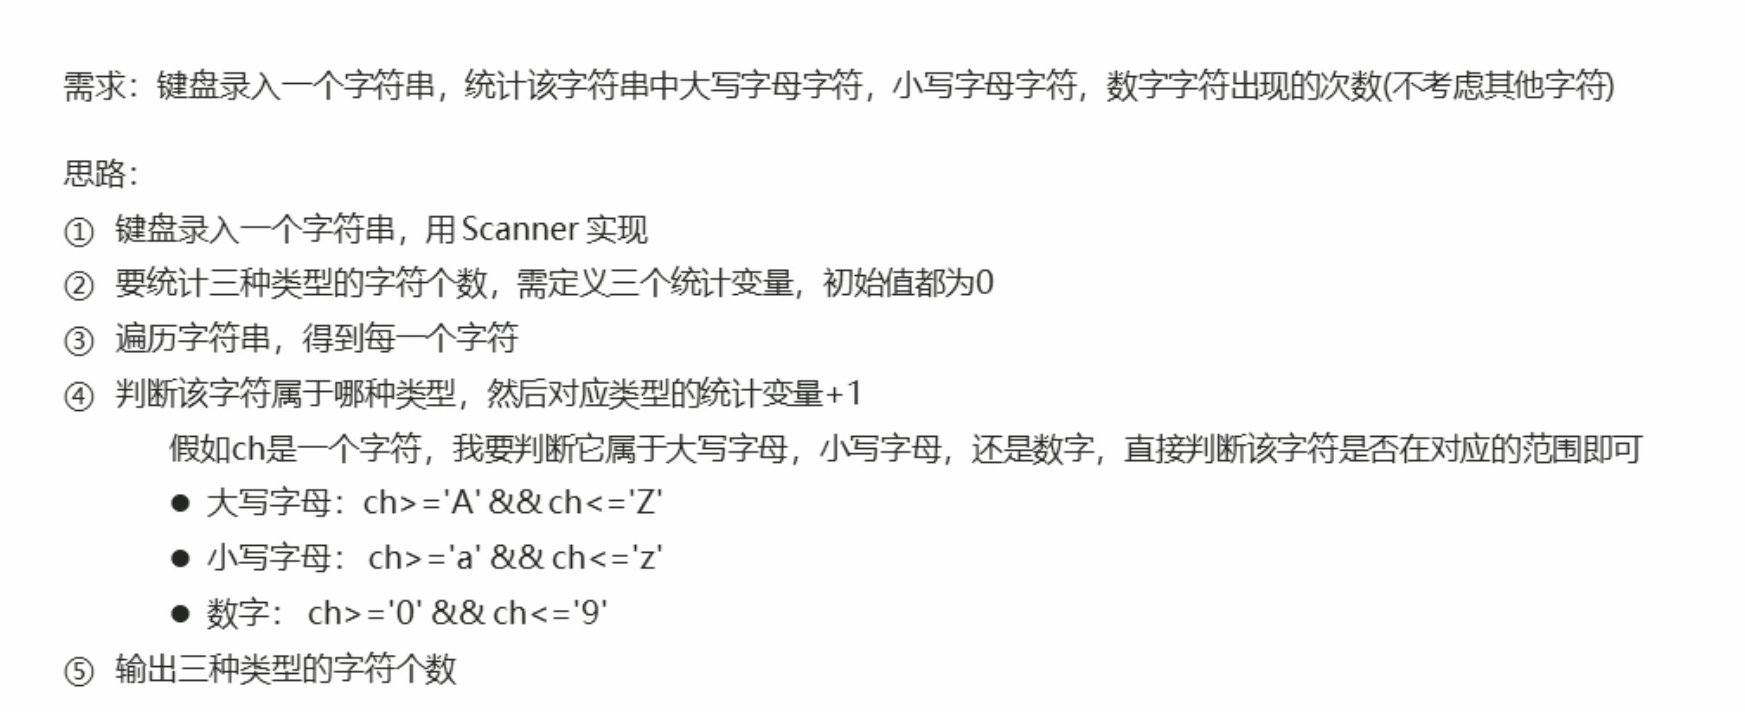 需求：键盘录入一个字符串，统计该字符串中大写字母字符，小写字母字符，数字字符出现的次数(不考虑其他字符)
思路：
① 键盘录入一个字符串，用 Scanner 实现
② 要统计三种类型的字符个数，需定义三个统计变量，初始值都为0
③ 遍历字符串，得到每一个字符
④ 判断该字符属于哪种类型，然后对应类型的统计变量+1
假如ch是一个字符，我要判断它属于大写字母，小写字母，还是数字，直接判断该字符是否在对应的范围即可
● 大写字母：ch>='A' && ch<='Z'
● 小写字母： ch>='a' && ch<='z'
● 数字： ch>='0' && ch<='9'
⑤ 输出三种类型的字符个数